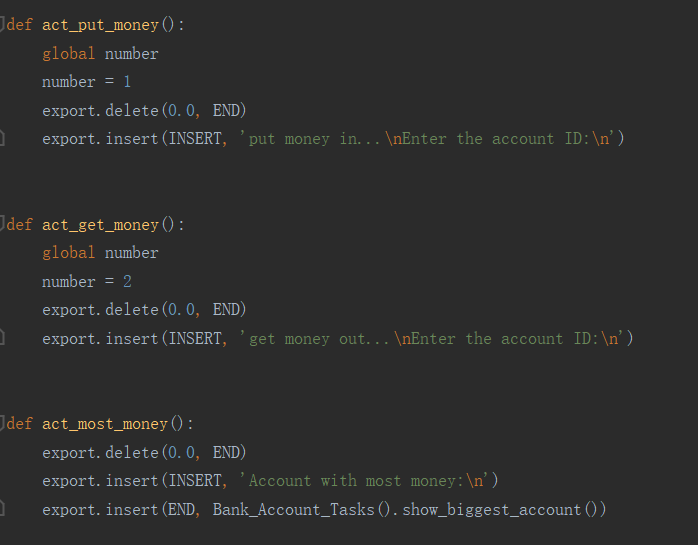 def act_put_money():
    global number
    number = 1
    export.delete(0.0, END)
    export.insert(INSERT, 'put money in...\nEnter the account ID:\n')
def act_get_money():
    global number
    number = 2
    export.delete(0.0, END)
    export.insert(INSERT, 'get money out...\nEnter the account ID:\n')
def act_most_money():
    export.delete(0.0, END)
    export.insert(INSERT, 'Account with most money:\n')
    export.insert(END, Bank_Account_Tasks().show_biggest_account())